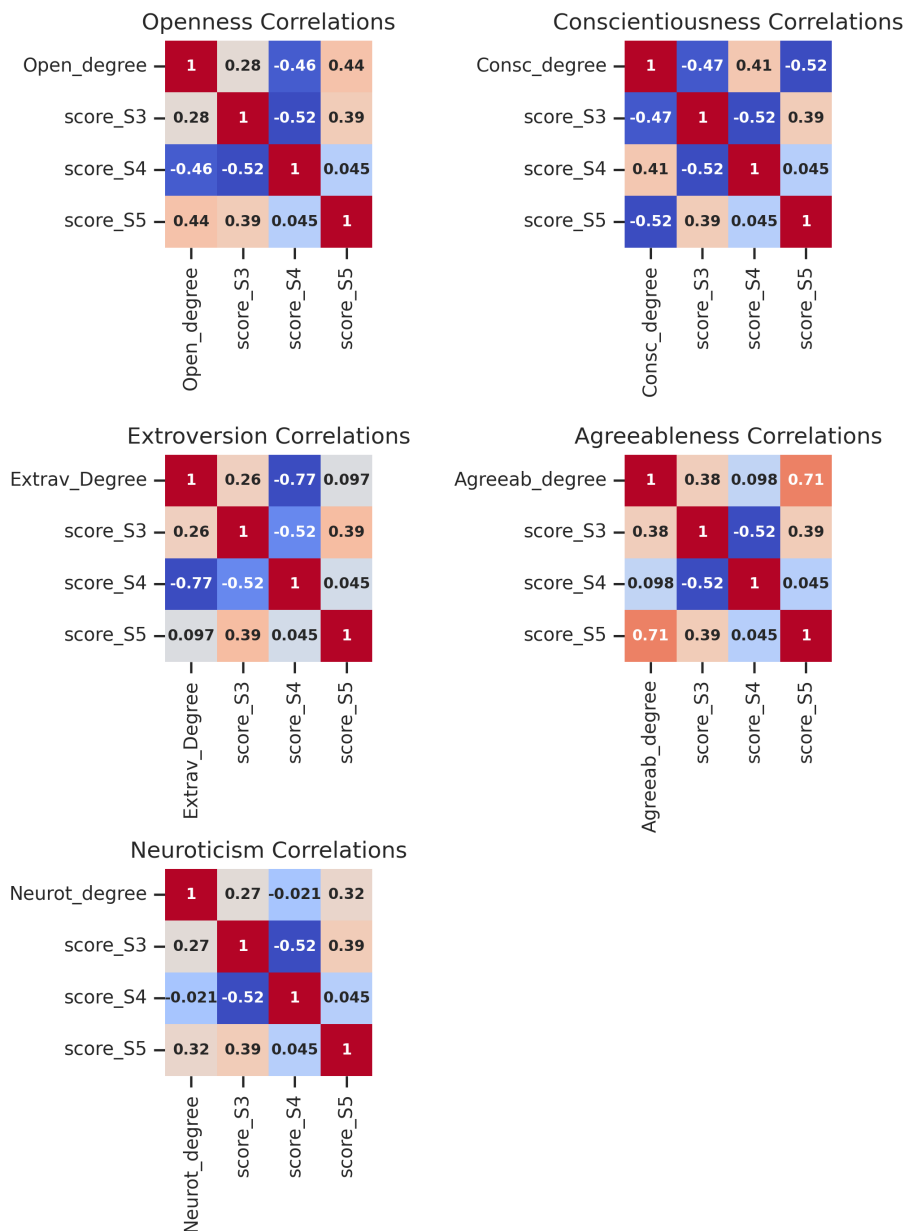 Openness Correlations
Open_degree 1 0.28 -0.46 0.44
score_S3 0.28 1 -0.52 0.39
score_S4 -0.46 -0.52 1 0.045
score_S5 0.44 0.39 0.045 1
Open_degree score_S3 score_S4 score_S5
Conscientiousness Correlations
Consc_degree 1 -0.47 0.41 -0.52
score_S3 -0.47 1 -0.52 0.39
score_S4 0.41 -0.52 1 0.045
score_S5 -0.52 0.39 0.045 1
Consc_degree score_S3 score_S4 score_S5
Extroversion Correlations
Extrav_Degree 1 0.26 -0.77 0.097
score_S3 0.26 1 -0.52 0.39
score_S4 -0.77 -0.52 1 0.045
score_S5 0.097 0.39 0.045 1
Extrav_Degree score_S3 score_S4 score_S5
Agreeableness Correlations
Agreeab_degree 1 0.38 0.098 0.71
score_S3 0.38 1 -0.52 0.39
score_S4 0.098 -0.52 1 0.045
score_S5 0.71 0.39 0.045 1
Agreeab_degree score_S3 score_S4 score_S5
Neuroticism Correlations
Neurot_degree 1 0.27 -0.021 0.32
score_S3 0.27 1 -0.52 0.39
score_S4 -0.021 -0.52 1 0.045
score_S5 0.32 0.39 0.045 1
Neurot_degree score_S3 score_S4 score_S5